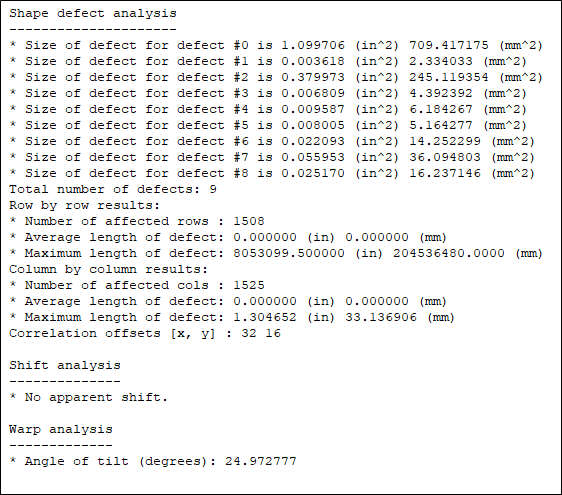 Shape defect analysis
---------------------
* Size of defect for defect #0 is 1.099706 (in^2) 709.417175 (mm^2)
* Size of defect for defect #1 is 0.003618 (in^2) 2.334033 (mm^2)
* Size of defect for defect #2 is 0.379973 (in^2) 245.119354 (mm^2)
* Size of defect for defect #3 is 0.006809 (in^2) 4.392392 (mm^2)
* Size of defect for defect #4 is 0.009587 (in^2) 6.184267 (mm^2)
* Size of defect for defect #5 is 0.008005 (in^2) 5.164277 (mm^2)
* Size of defect for defect #6 is 0.022093 (in^2) 14.252299 (mm^2)
* Size of defect for defect #7 is 0.055953 (in^2) 36.094803 (mm^2)
* Size of defect for defect #8 is 0.025170 (in^2) 16.237146 (mm^2)
Total number of defects: 9
Row by row results:
* Number of affected rows : 1508
* Average length of defect: 0.000000 (in) 0.000000 (mm)
* Maximum length of defect: 8053099.500000 (in) 204536480.0000 (mm)
Column by column results:
* Number of affected cols : 1525
* Average length of defect: 0.000000 (in) 0.000000 (mm)
* Maximum length of defect: 1.304652 (in) 33.136906 (mm)
Correlation offsets [x, y] : 32 16

Shift analysis
--------------
* No apparent shift.

Warp analysis
-------------
* Angle of tilt (degrees): 24.972777